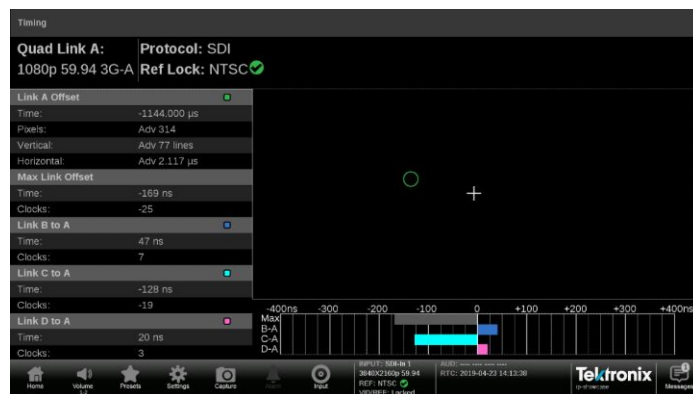 Timing
Quad Link A: Protocol: SDI
1080p 59.94 3G-A Ref Lock: NTSC
Link A Offset
Time: -1144.000 µs
Pixels: Adv 314
Vertical: Adv 77 lines
Horizontal: Adv 2.117 µs
Max Link Offset
Time: -169 ns
Clocks: -25
Link B to A
Time: 47 ns
Clocks: 7
Link C to A
Time: -128 ns
Clocks: -19
Link D to A
Time: 20 ns
Clocks: 3
-400ns -300 -200 -100 0 +100 +200 +300 +400ns
Max
B-A
C-A
D-A
Home
Volume
1-2
Presets
Settings
Capture
Input
INPUT: SDI-In 1
3840X2160p 59.94
REF: NTSC
VID/REF: Locked
AUD: ---- ---- ---- ----
RTC: 2019-04-23 14:13:38
Tektronix
ip-showcase
Messages